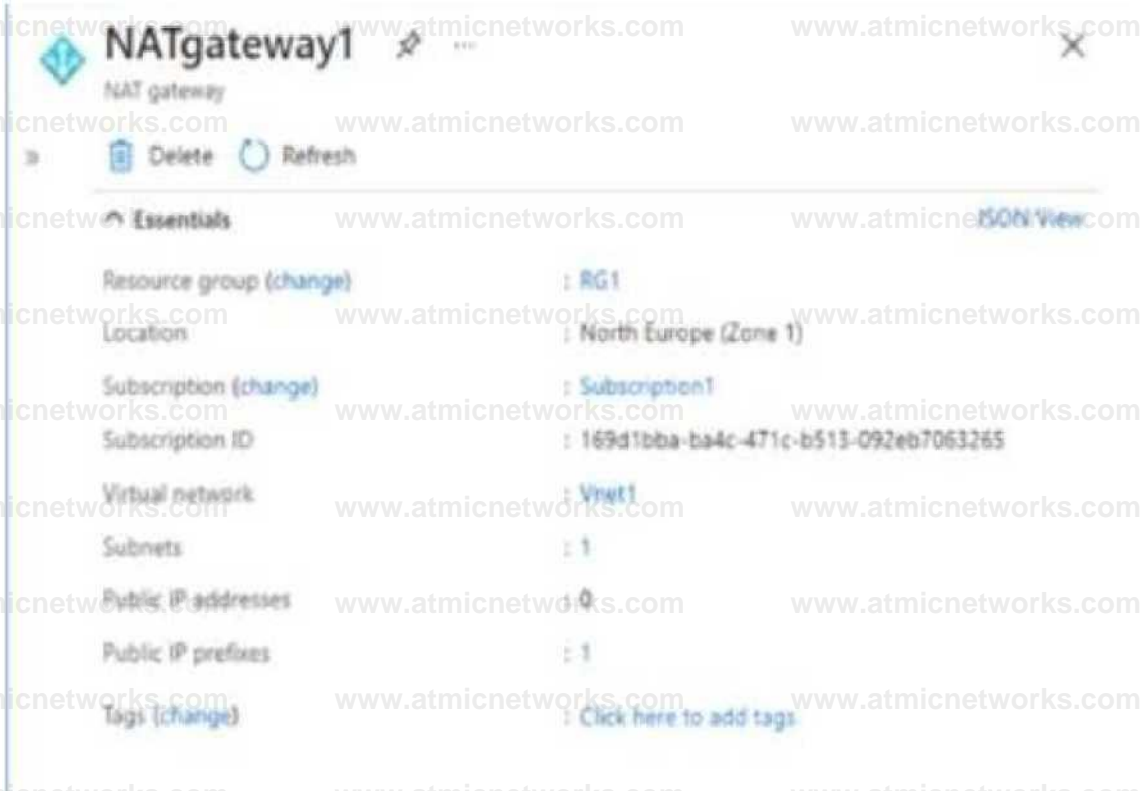 NATgateway1
NAT gateway
Delete Refresh
Essentials JSON View
Resource group (change) : RG1
Location : North Europe (Zone 1)
Subscription (change) : Subscription1
Subscription ID : 169d1bba-ba4c-471c-b513-092eb7063265
Virtual network : Vnet1
Subnets : 1
Public IP addresses : 0
Public IP prefixes : 1
Tags (change) : Click here to add tags
www.atmicnetworks.com